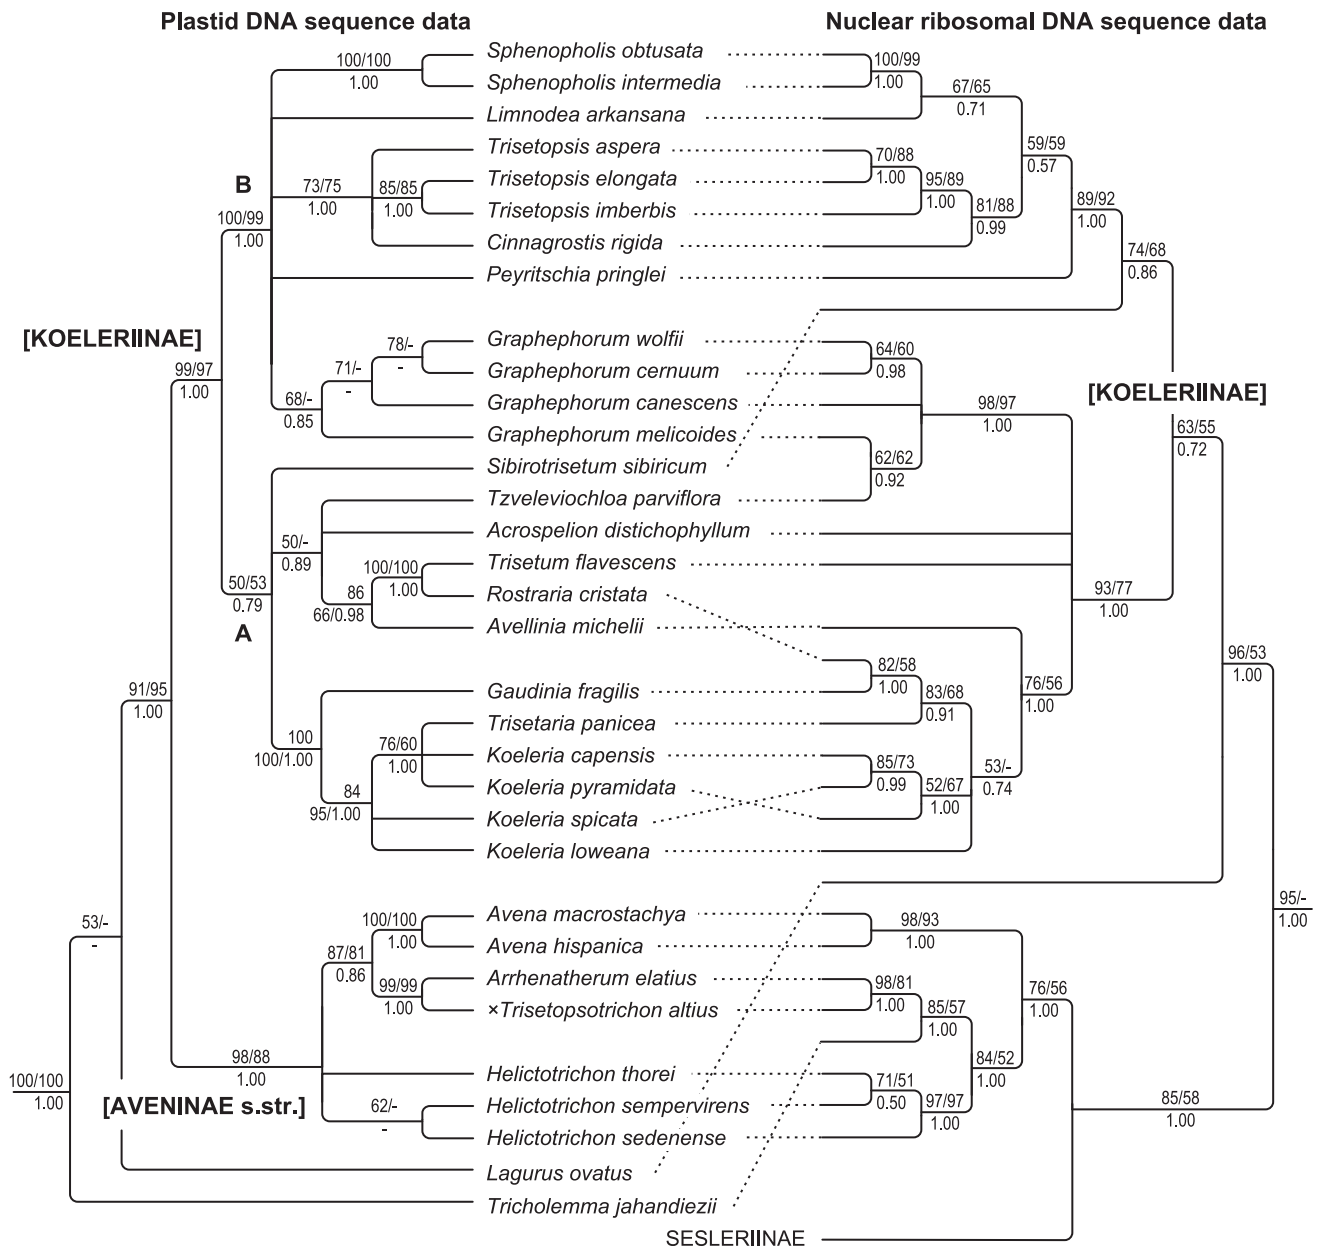 Plastid DNA sequence data
Nuclear ribosomal DNA sequence data
Sphenopholis obtusata
100/100
1.00
100/99
1.00
Sphenopholis intermedia
67/65
0.71
Limnodea arkansana
Trisetopsis aspera
70/88
1.00
59/59
0.57
B
73/75
1.00
85/85
1.00
Trisetopsis elongata
95/89
1.00
Trisetopsis imberbis
81/88
0.99
89/92
1.00
100/99
1.00
Cinnagrostis rigida
74/68
0.86
Peyritschia pringlei
[KOELERIINAE]
78/-
-
Graphephorum wolfii
64/60
0.98
71/-
-
Graphephorum cernuum
99/97
1.00
[KOELERIINAE]
68/-
0.85
Graphephorum canescens
98/97
1.00
Graphephorum melicoides
63/55
0.72
Sibirotrisetum sibiricum
62/62
0.92
Tzveleviochloa parviflora
Acrospelion distichophyllum
50/-
0.89
Trisetum flavescens
100/100
1.00
50/53
0.79
A
86
66/0.98
Rostraria cristata
93/77
1.00
Avellinia michelii
82/58
1.00
96/53
1.00
91/95
1.00
Gaudinia fragilis
83/68
0.91
76/56
1.00
Trisetaria panicea
100
100/1.00
76/60
1.00
Koeleria capensis
85/73
0.99
53/-
0.74
Koeleria pyramidata
52/67
1.00
84
95/1.00
Koeleria spicata
Koeleria loweana
53/-
-
100/100
1.00
Avena macrostachya
98/93
1.00
95/-
1.00
87/81
0.86
Avena hispanica
99/99
1.00
Arrhenatherum elatius
98/81
1.00
76/56
1.00
×Trisetopsotrichon altius
85/57
1.00
98/88
1.00
84/52
1.00
100/100
1.00
Helictotrichon thorei
71/51
0.50
[AVENINAE s.str.]
62/-
-
Helictotrichon sempervirens
97/97
1.00
85/58
1.00
Helictotrichon sedenense
Lagurus ovatus
Tricholemma jahandiezii
SESLERIINAE